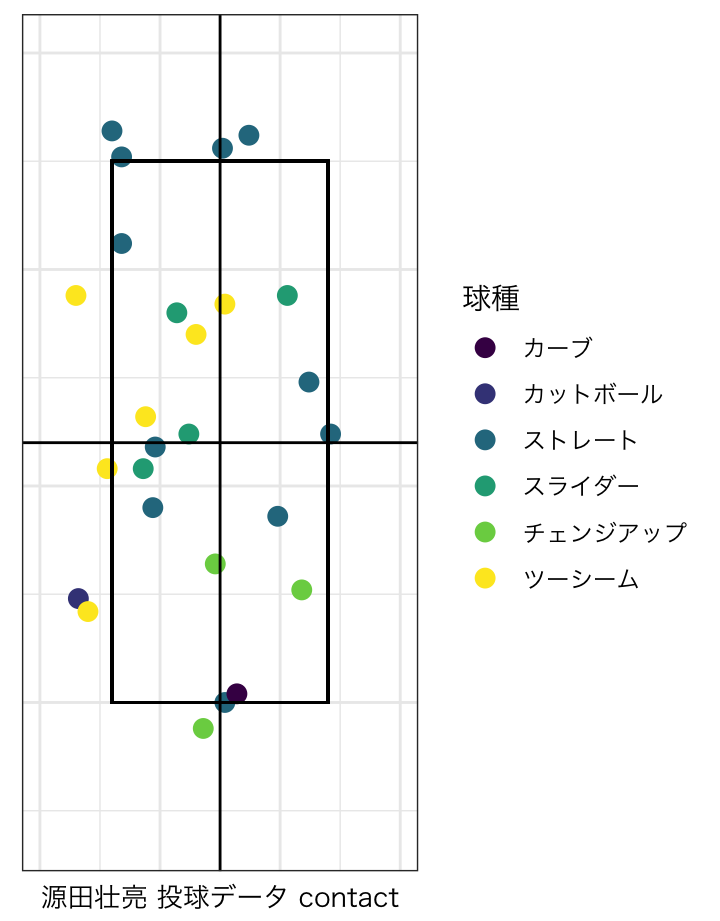 球種
カーブ
カットボール
ストレート
スライダー
チェンジアップ
ツーシーム
源田壮亮 投球データ contact